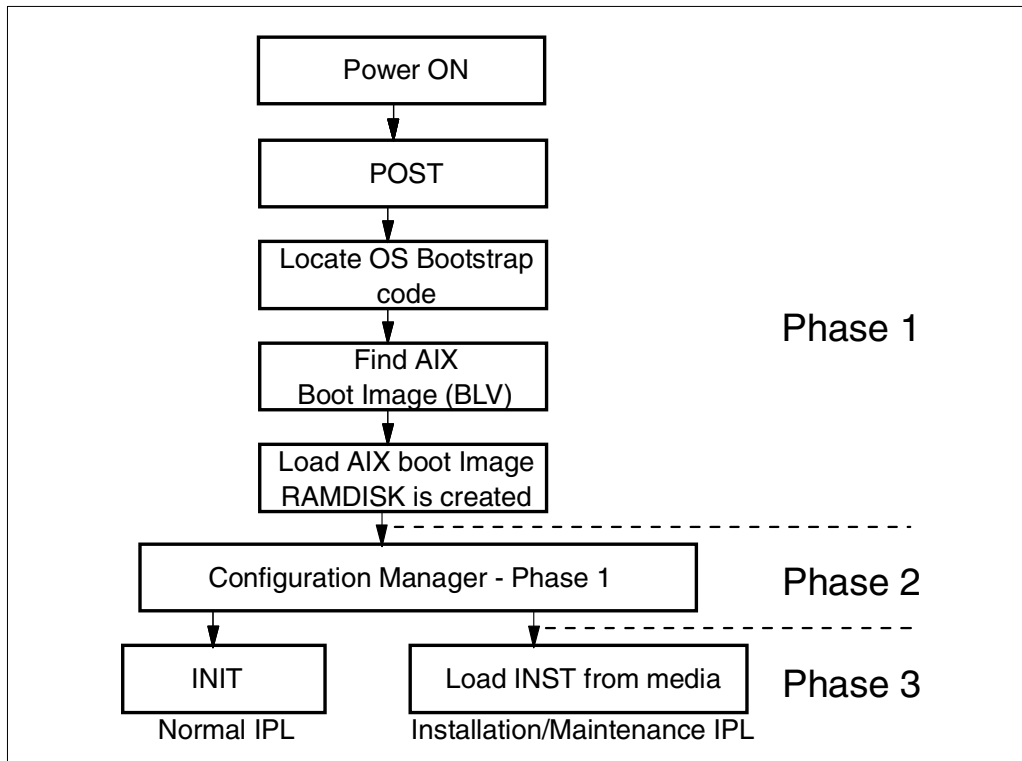 Power ON
POST
Locate OS Bootstrap
code
Phase 1
Find AIX
Boot Image (BLV)
Load AIX boot Image
RAMDISK is created
Configuration Manager - Phase 1
Phase 2
INIT
Load INST from media
Phase 3
Normal IPL
Installation/Maintenance IPL